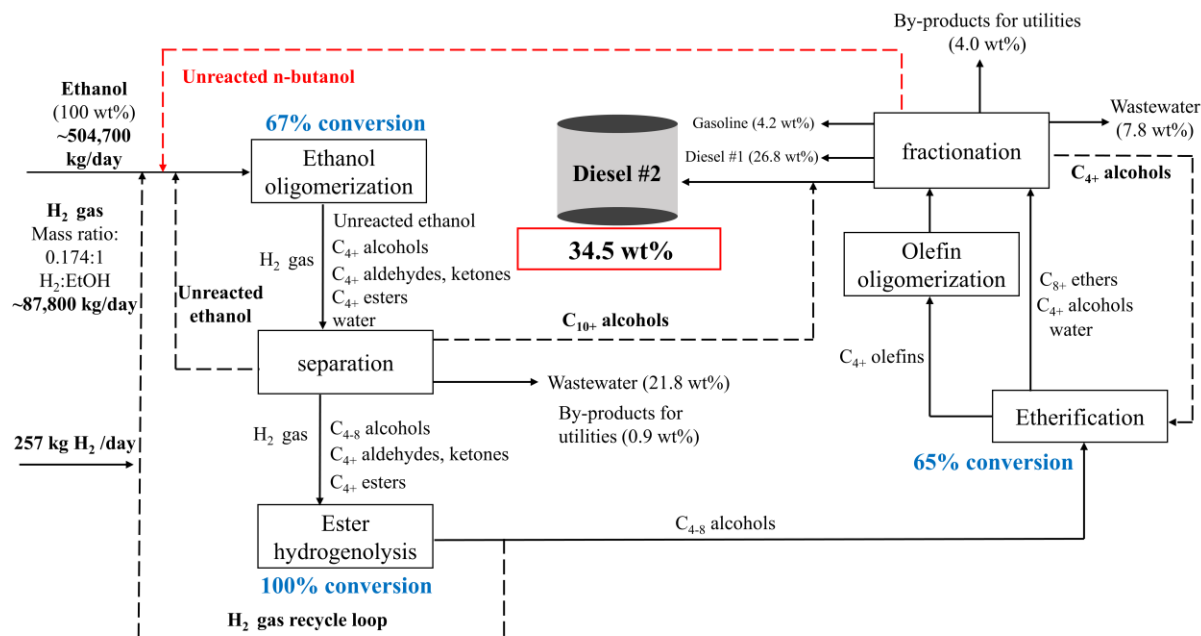 By-products for utilities
(4.0 wt%)
Unreacted n-butanol
Ethanol
(100 wt%)
~504,700
kg/day
67% conversion
Ethanol
oligomerization
Gasoline (4.2 wt%)
Diesel #1 (26.8 wt%)
Diesel #2
34.5 wt%
fractionation
Wastewater
(7.8 wt%)
C4+ alcohols
H2 gas
Mass ratio:
0.174:1
H2:EtOH
~87,800 kg/day
Unreacted
ethanol
H2 gas
Unreacted ethanol
C4+ alcohols
C4+ aldehydes, ketones
C4+ esters
water
Olefin
oligomerization
C8+ ethers
C4+ alcohols
water
C10+ alcohols
separation
C4+ olefins
Wastewater (21.8 wt%)
By-products for
utilities (0.9 wt%)
Etherification
65% conversion
257 kg H2 /day
H2 gas
C4-8 alcohols
C4+ aldehydes, ketones
C4+ esters
Ester
hydrogenolysis
100% conversion
C4-8 alcohols
H2 gas recycle loop